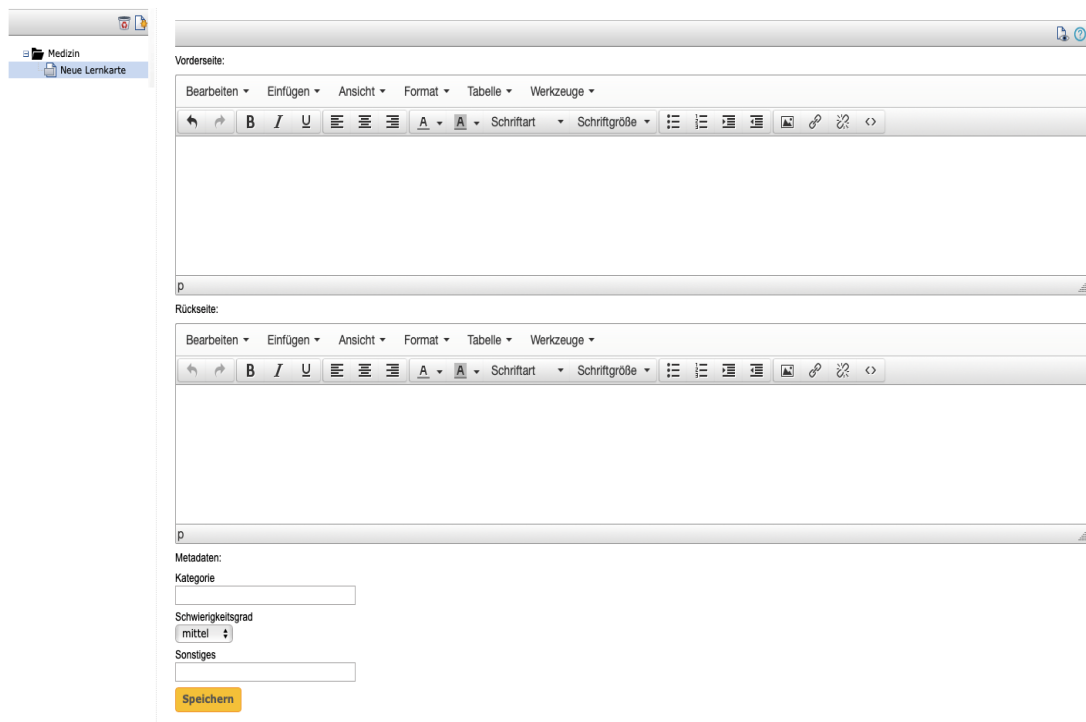 Medizin
Neue Lernkarte
Vorderseite:
Bearbeiten Einfügen Ansicht Format Tabelle Werkzeuge
B I U A A Schriftart Schriftgröße
p
Rückseite:
Bearbeiten Einfügen Ansicht Format Tabelle Werkzeuge
B I U A A Schriftart Schriftgröße
p
Metadaten:
Kategorie
Schwierigkeitsgrad
mittel
Sonstiges
Speichern